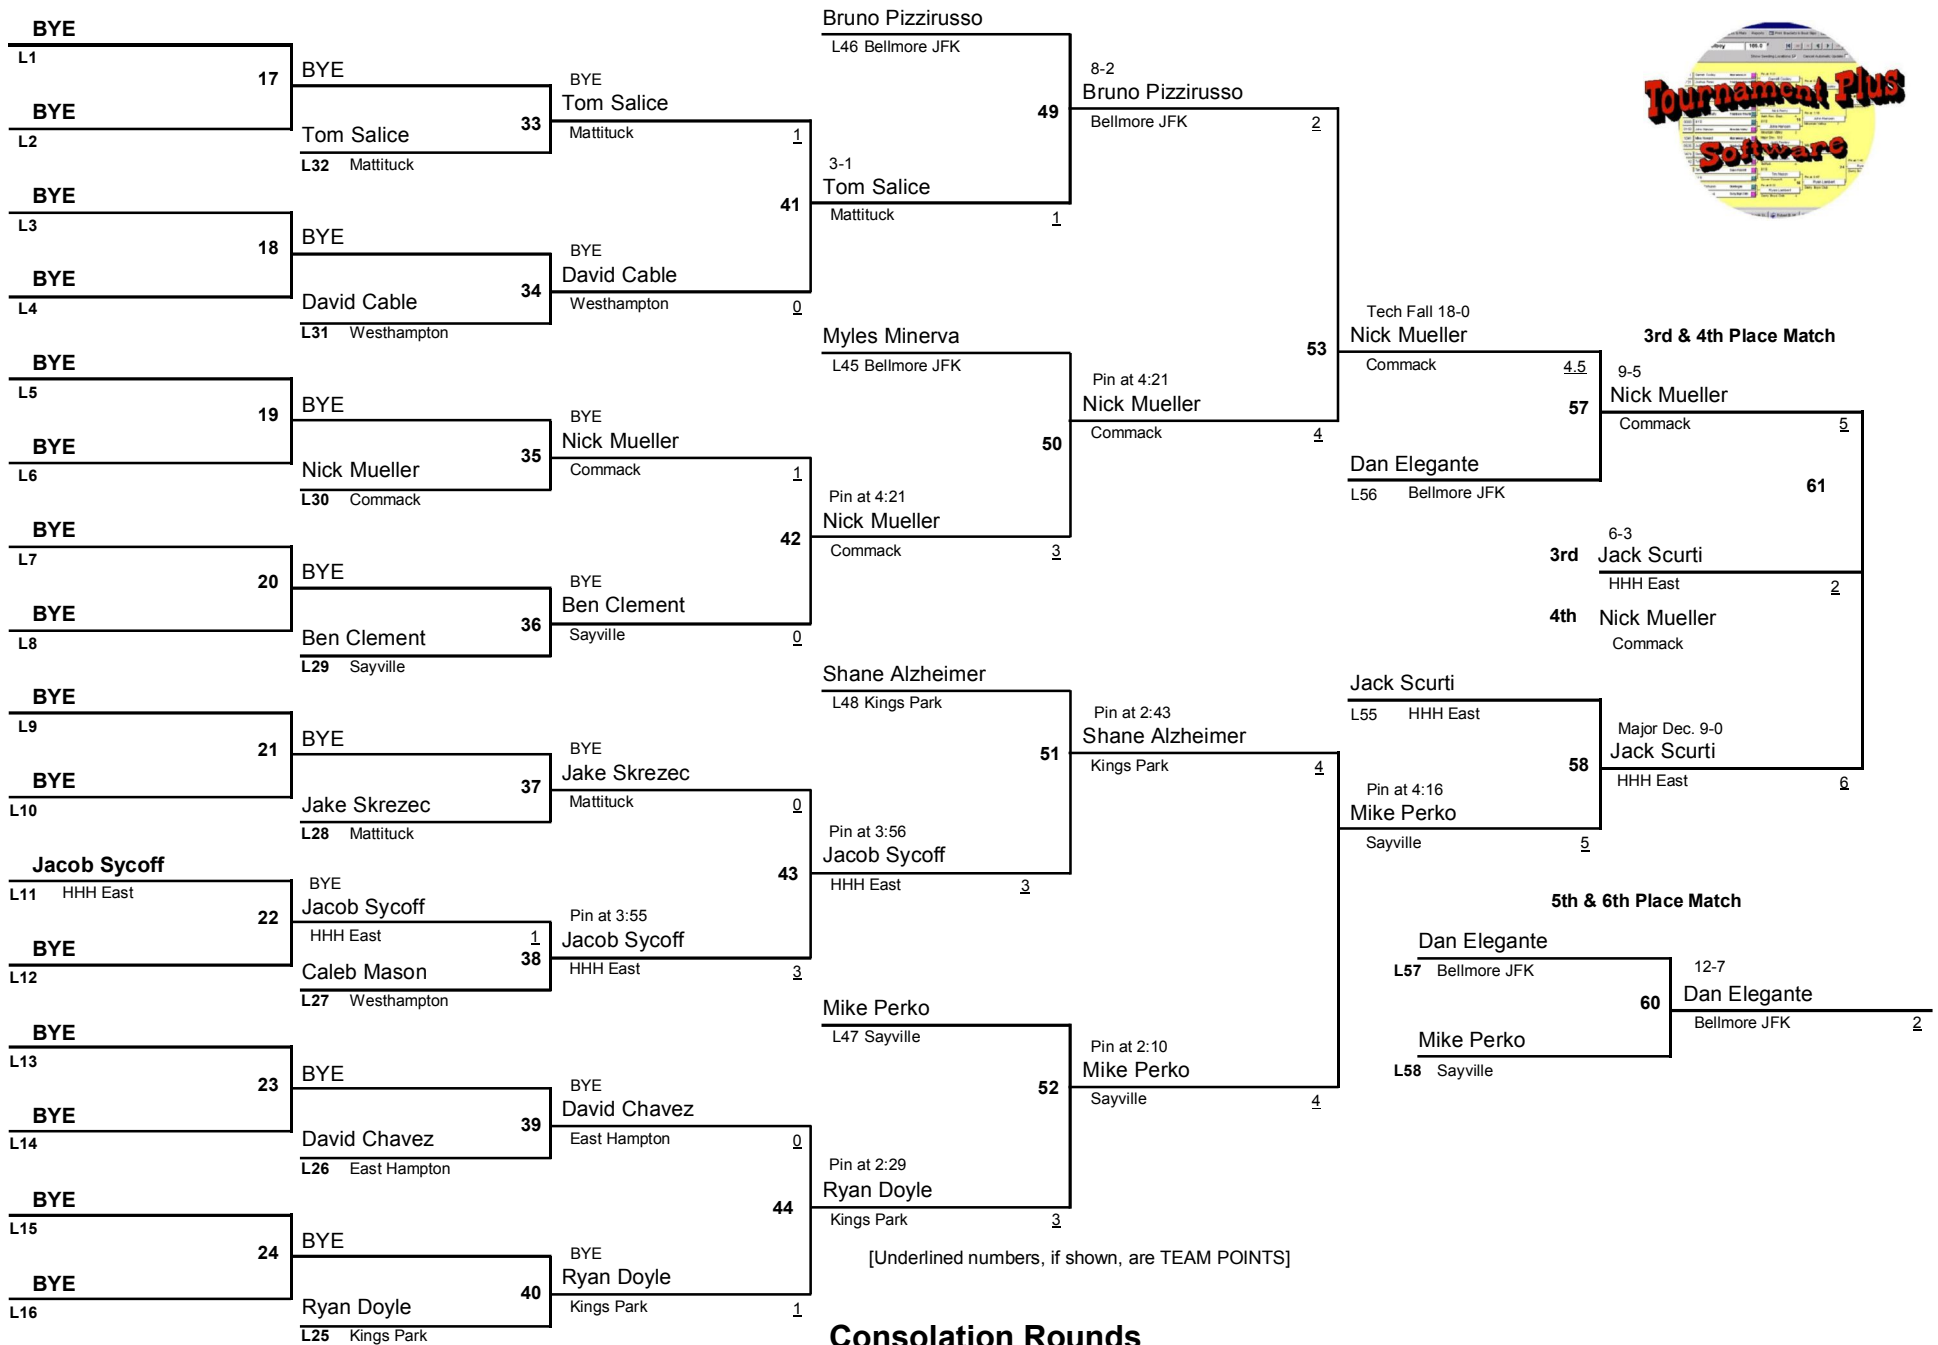 BYE
L1
17
BYE
L2
BYE
Tom Salice
L32 Mattituck
33
BYE
L3
18
BYE
L4
BYE
David Cable
L31 Westhampton
34
BYE
L5
19
BYE
L6
BYE
Nick Mueller
L30 Commack
35
BYE
L7
20
BYE
L8
BYE
Ben Clement
L29 Sayville
36
BYE
L9
21
BYE
L10
BYE
Jake Skrezec
L28 Mattituck
37
Jacob Sycoff
L11 HHH East
22
BYE
L12
BYE
Jacob Sycoff
HHH East 1
Caleb Mason
L27 Westhampton
38
BYE
L13
23
BYE
L14
BYE
David Chavez
L26 East Hampton
39
BYE
L15
24
BYE
L16
BYE
Ryan Doyle
L25 Kings Park
40
BYE
Tom Salice
Mattituck 1
41
BYE
David Cable
Westhampton 0
BYE
Nick Mueller
Commack 1
42
BYE
Ben Clement
Sayville 0
BYE
Jake Skrezec
Mattituck 0
43
Pin at 3:55
Jacob Sycoff
HHH East 3
BYE
David Chavez
East Hampton 0
44
BYE
Ryan Doyle
Kings Park 1
Bruno Pizzirusso
L46 Bellmore JFK
49
3-1
Tom Salice
Mattituck 1
Myles Minerva
L45 Bellmore JFK
50
Pin at 4:21
Nick Mueller
Commack 3
Shane Alzheimer
L48 Kings Park
51
Pin at 3:56
Jacob Sycoff
HHH East 3
Mike Perko
L47 Sayville
52
Pin at 2:29
Ryan Doyle
Kings Park 3
8-2
Bruno Pizzirusso
Bellmore JFK 2
53
Pin at 4:21
Nick Mueller
Commack 4
Pin at 2:43
Shane Alzheimer
Kings Park 4
Pin at 2:10
Mike Perko
Sayville 4
Tech Fall 18-0
Nick Mueller
Commack 4.5
57
Dan Elegante
L56 Bellmore JFK
Jack Scurti
L55 HHH East
58
Pin at 4:16
Mike Perko
Sayville 5
3rd & 4th Place Match
9-5
Nick Mueller
Commack 5
61
6-3
3rd Jack Scurti
HHH East 2
4th Nick Mueller
Commack
Major Dec. 9-0
Jack Scurti
HHH East 6
5th & 6th Place Match
Dan Elegante
L57 Bellmore JFK
60
Mike Perko
L58 Sayville
12-7
Dan Elegante
Bellmore JFK 2
[Underlined numbers, if shown, are TEAM POINTS]
Consolation Rounds
Tournament Plus
Software